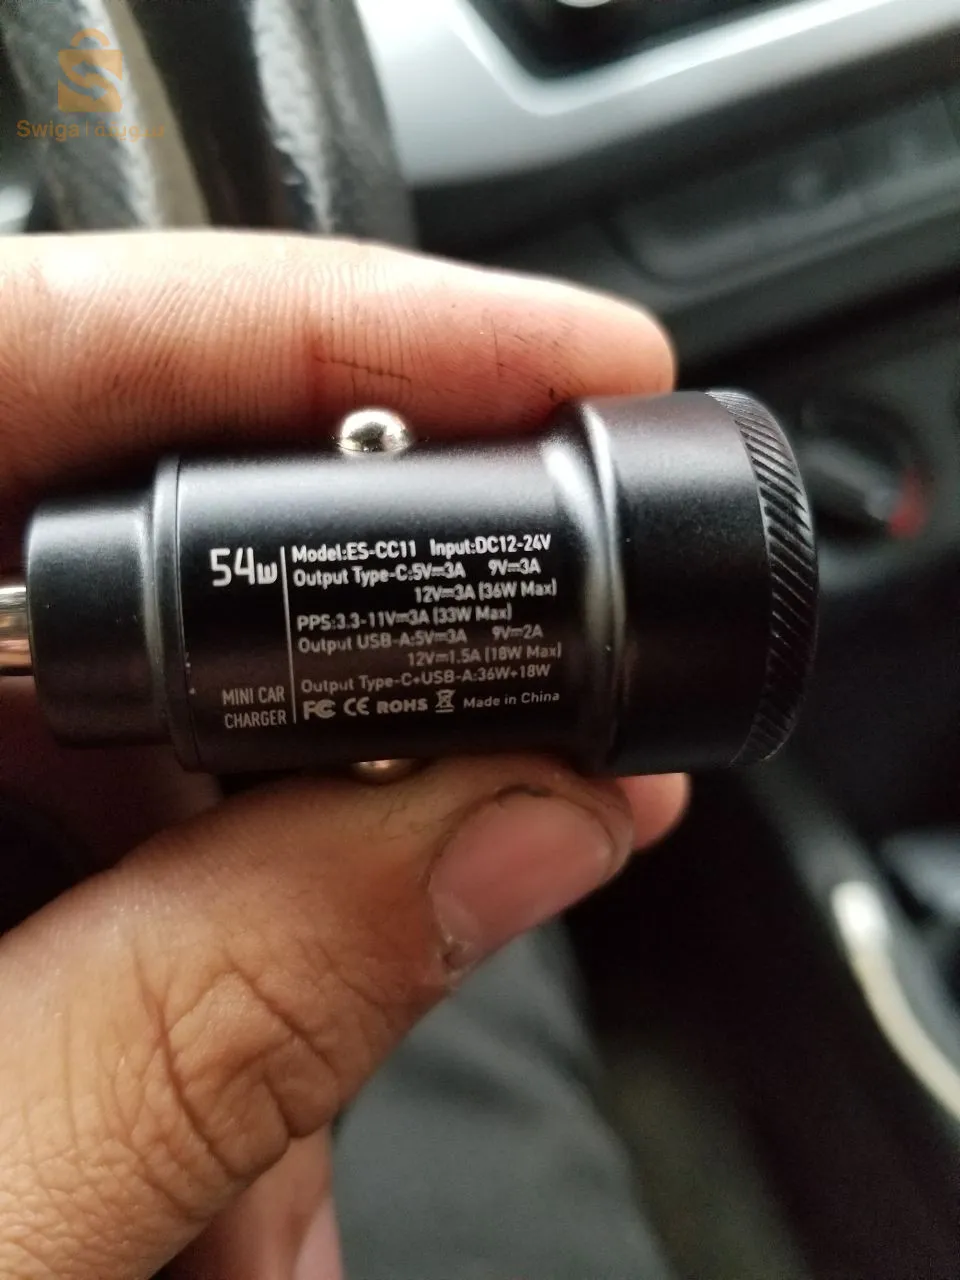 Swiga | سويقة
54W
MINI CAR
CHARGER
Model:ES-CC11 Input:DC12-24V
Output Type-C:5V⎓3A 9V⎓3A
12V⎓3A (36W Max)
PPS:3.3-11V⎓3A (33W Max)
Output USB-A:5V⎓3A 9V⎓2A
12V⎓1.5A (18W Max)
Output Type-C+USB-A:36W+18W
FC CE ROHS Made in China